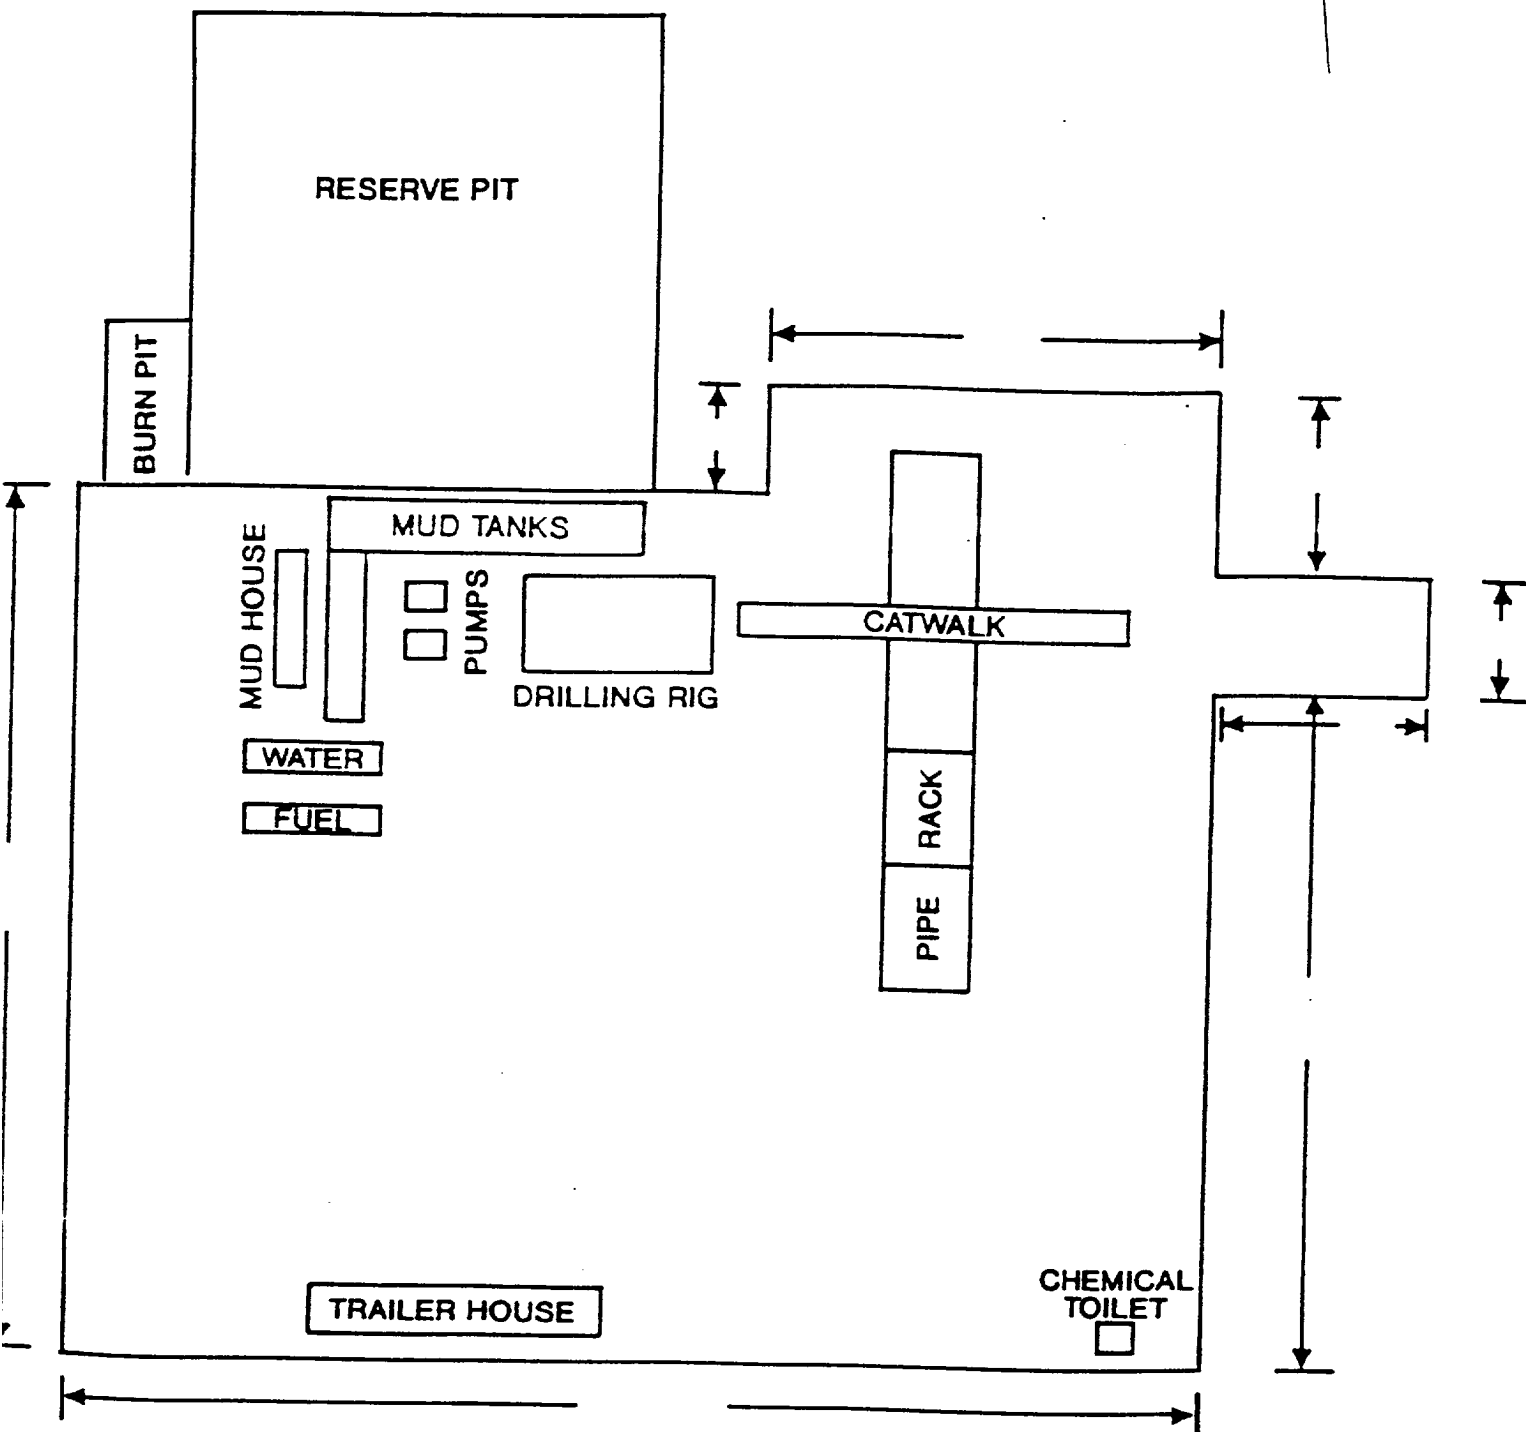 RESERVE PIT
BURN PIT
MUD TANKS
MUD HOUSE
PUMPS
CATWALK
DRILLING RIG
WATER
RACK
FUEL
PIPE
CHEMICAL
TOILET
TRAILER HOUSE